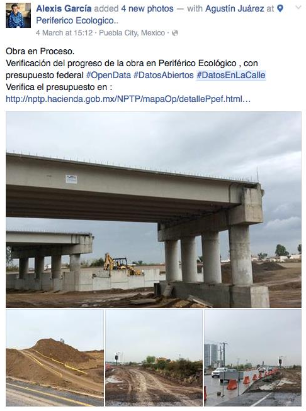 Alexis García added 4 new photos — with Agustín Juárez at
Periferico Ecologico..
4 March at 15:12 · Puebla City, Mexico ·
Obra en Proceso.
Verificación del progreso de la obra en Periférico Ecológico , con
presupuesto federal #OpenData #DatosAbiertos #DatosEnLaCalle
Verifica el presupuesto en :
http://nptp.hacienda.gob.mx/NPTP/mapaOp/detallePpef.html...